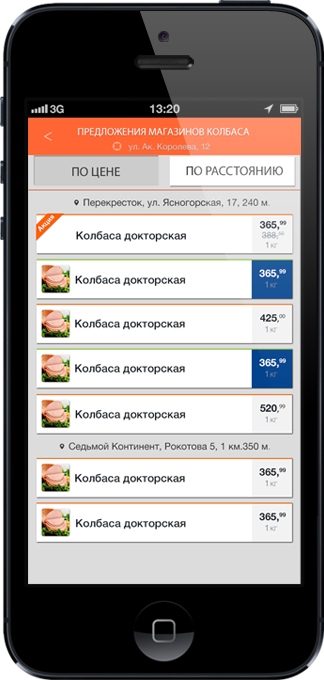 3G 13:20
< ПРЕДЛОЖЕНИЯ МАГАЗИНОВ КОЛБАСА
ул. Ак. Королева, 12
ПО ЦЕНЕ ПО РАССТОЯНИЮ
Перекресток, ул. Ясногорская, 17, 240 м.
Акция
Колбаса докторская 365,99
388,
1 кг
Колбаса докторская 365,99
1 кг
Колбаса докторская 425,00
1 кг
Колбаса докторская 365,99
1 кг
Колбаса докторская 520,99
1 кг
Седьмой Континент, Рокотова 5, 1 км.350 м.
Колбаса докторская 365,99
1 кг
Колбаса докторская 365,99
1 кг